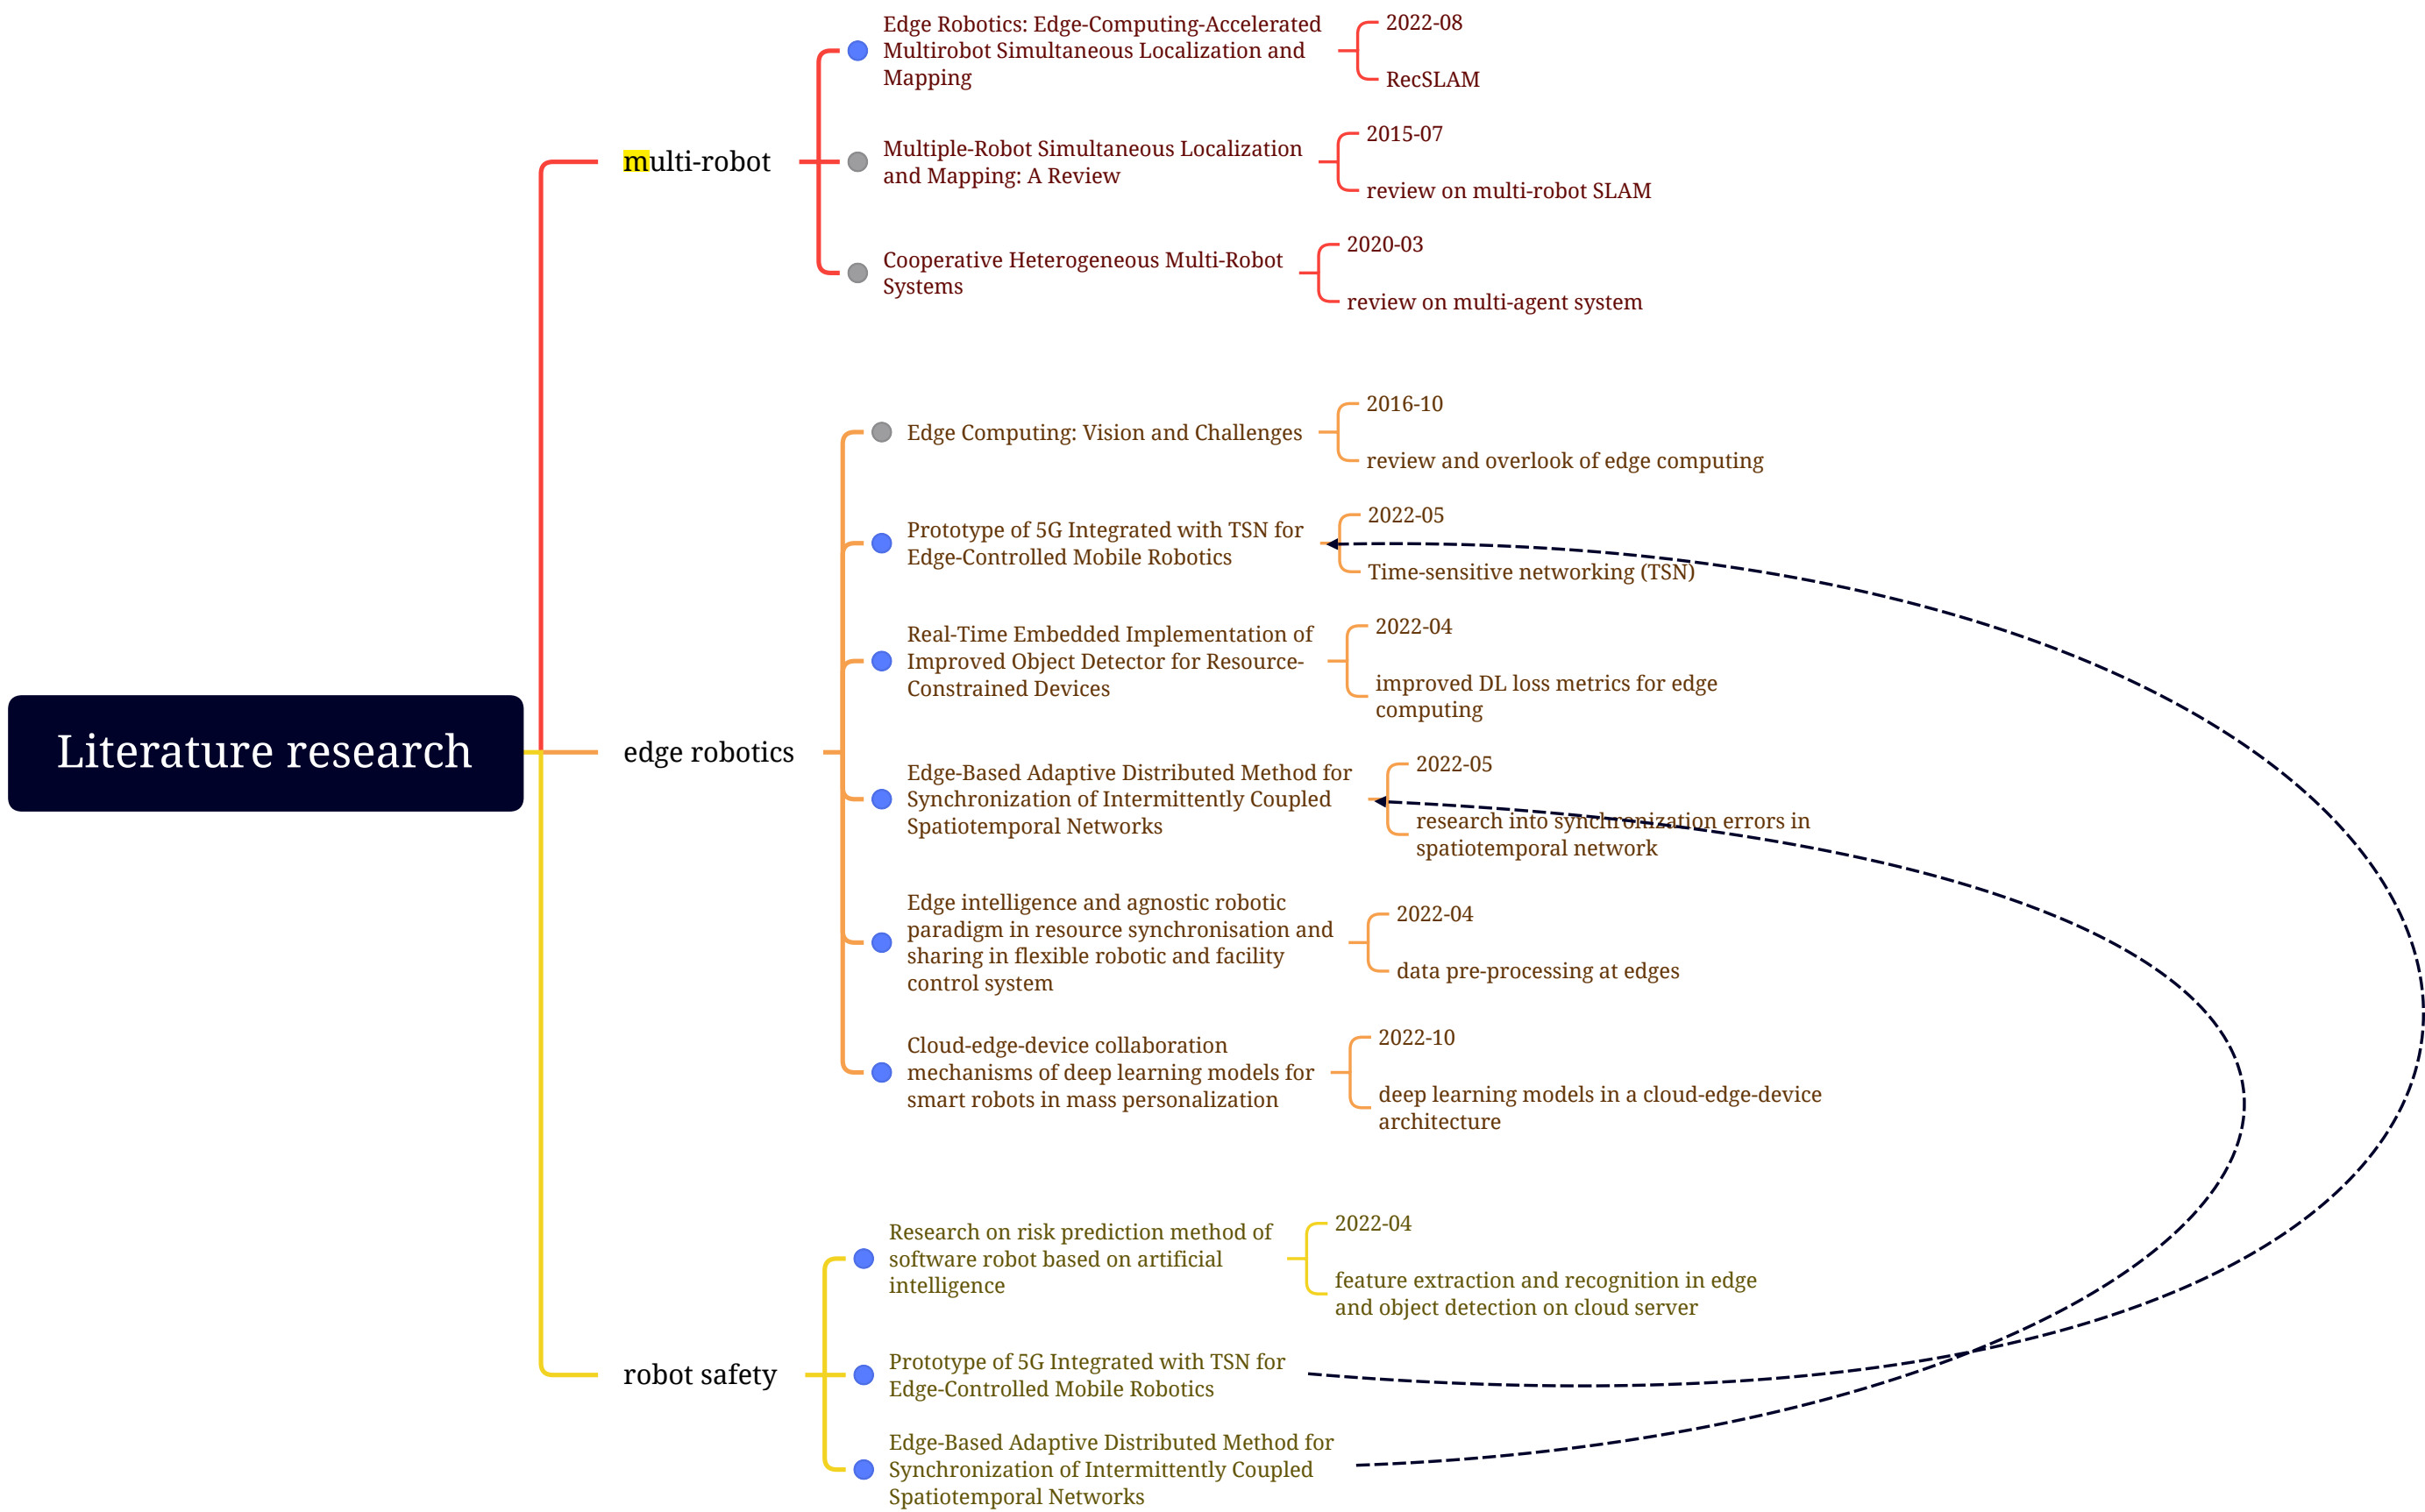 Literature research
multi-robot
Edge Robotics: Edge-Computing-Accelerated
Multirobot Simultaneous Localization and
Mapping
2022-08
RecSLAM
Multiple-Robot Simultaneous Localization
and Mapping: A Review
2015-07
review on multi-robot SLAM
Cooperative Heterogeneous Multi-Robot
Systems
2020-03
review on multi-agent system
edge robotics
Edge Computing: Vision and Challenges
2016-10
review and overlook of edge computing
Prototype of 5G Integrated with TSN for
Edge-Controlled Mobile Robotics
2022-05
Time-sensitive networking (TSN)
Real-Time Embedded Implementation of
Improved Object Detector for Resource-
Constrained Devices
2022-04
improved DL loss metrics for edge
computing
Edge-Based Adaptive Distributed Method for
Synchronization of Intermittently Coupled
Spatiotemporal Networks
2022-05
research into synchronization errors in
spatiotemporal network
Edge intelligence and agnostic robotic
paradigm in resource synchronisation and
sharing in flexible robotic and facility
control system
2022-04
data pre-processing at edges
Cloud-edge-device collaboration
mechanisms of deep learning models for
smart robots in mass personalization
2022-10
deep learning models in a cloud-edge-device
architecture
robot safety
Research on risk prediction method of
software robot based on artificial
intelligence
2022-04
feature extraction and recognition in edge
and object detection on cloud server
Prototype of 5G Integrated with TSN for
Edge-Controlled Mobile Robotics
Edge-Based Adaptive Distributed Method for
Synchronization of Intermittently Coupled
Spatiotemporal Networks